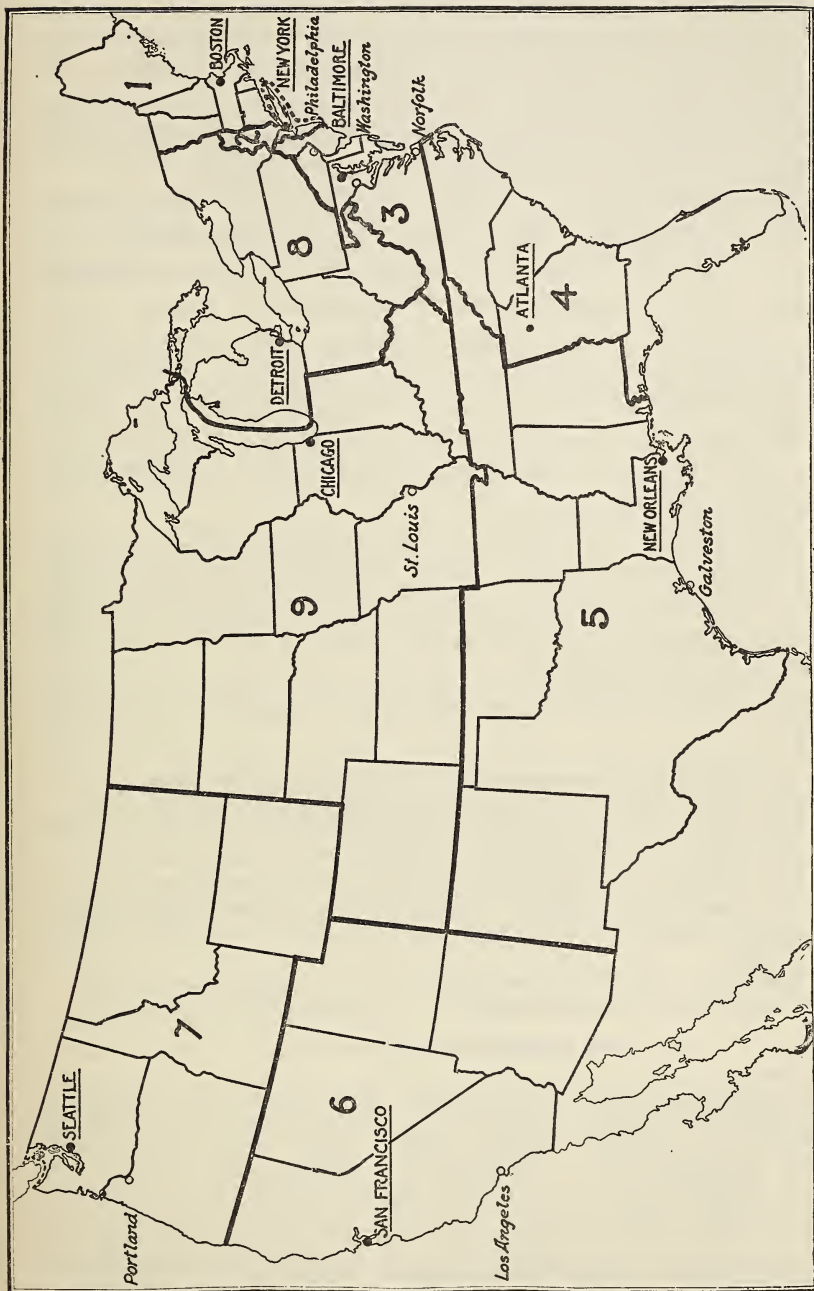 SEATTLE
Portland
7
6
SAN FRANCISCO
Los Angeles
9
CHICAGO
St. Louis
DETROIT
5
NEW ORLEANS
Galveston
8
3
4
ATLANTA
1
BOSTON
2
NEW YORK
Philadelphia
BALTIMORE
Washington
Norfolk